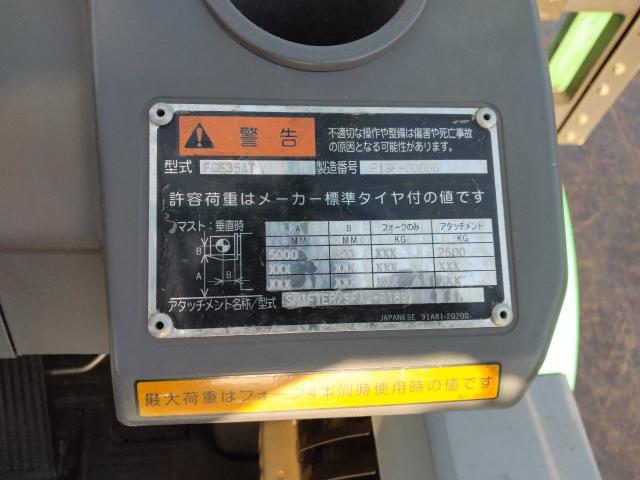 警告
不適切な操作や整備は傷害や死亡事故
の原因となる可能性があります。
型式 製造番号
許容荷重はメーカー標準タイヤ付の値です
マスト:垂直時 A B フォークのみ アタッチメント
MM MM KG KG
5000 600 XXX 2500
XXX XXX XXX XXX
XXX XXX XXX
B
A B
アタッチメント名称/型式
JAPANESE 91A81-20200
最大荷重はフォーク4本同時使用時の値です